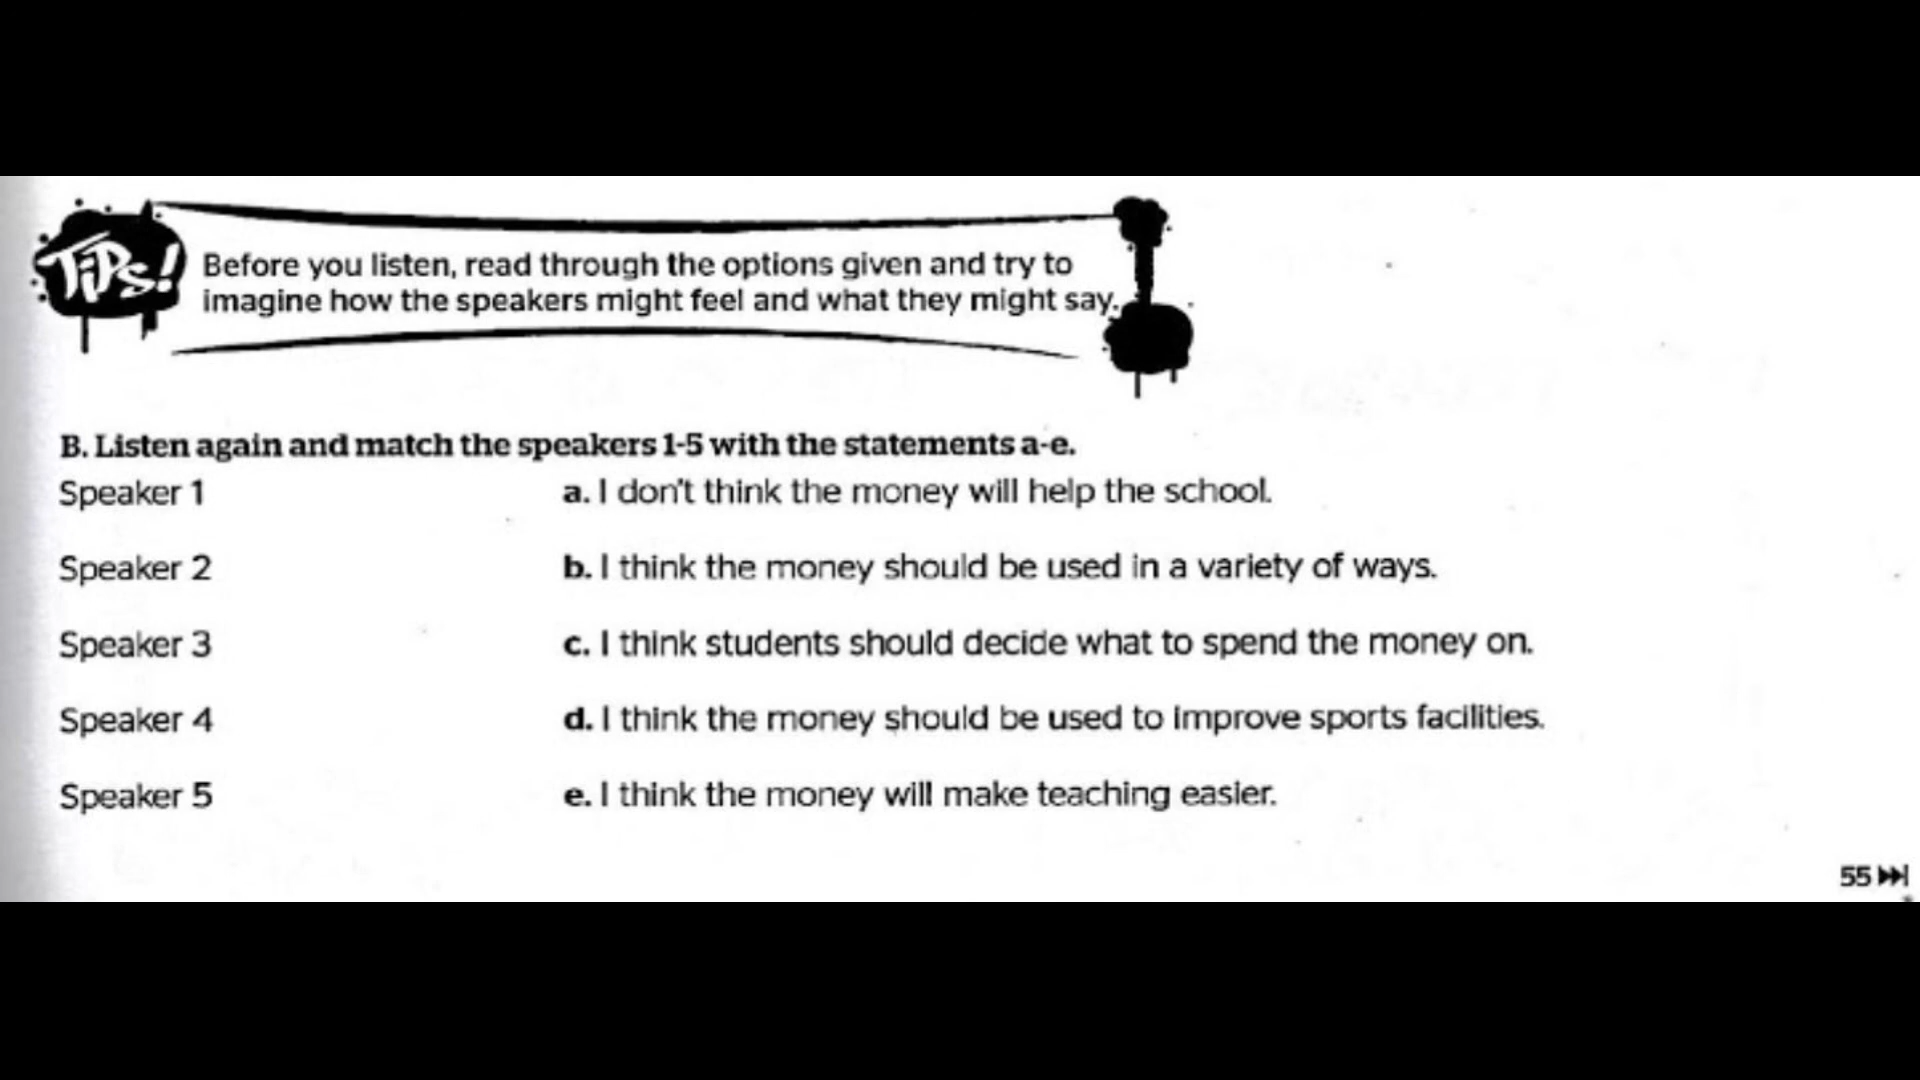 TiPs!
Before you listen, read through the options given and try to
imagine how the speakers might feel and what they might say.
B. Listen again and match the speakers 1-5 with the statements a-e.
Speaker 1 a. I don't think the money will help the school.
Speaker 2 b. I think the money should be used in a variety of ways.
Speaker 3 c. I think students should decide what to spend the money on.
Speaker 4 d. I think the money should be used to improve sports facilities.
Speaker 5 e. I think the money will make teaching easier.
55